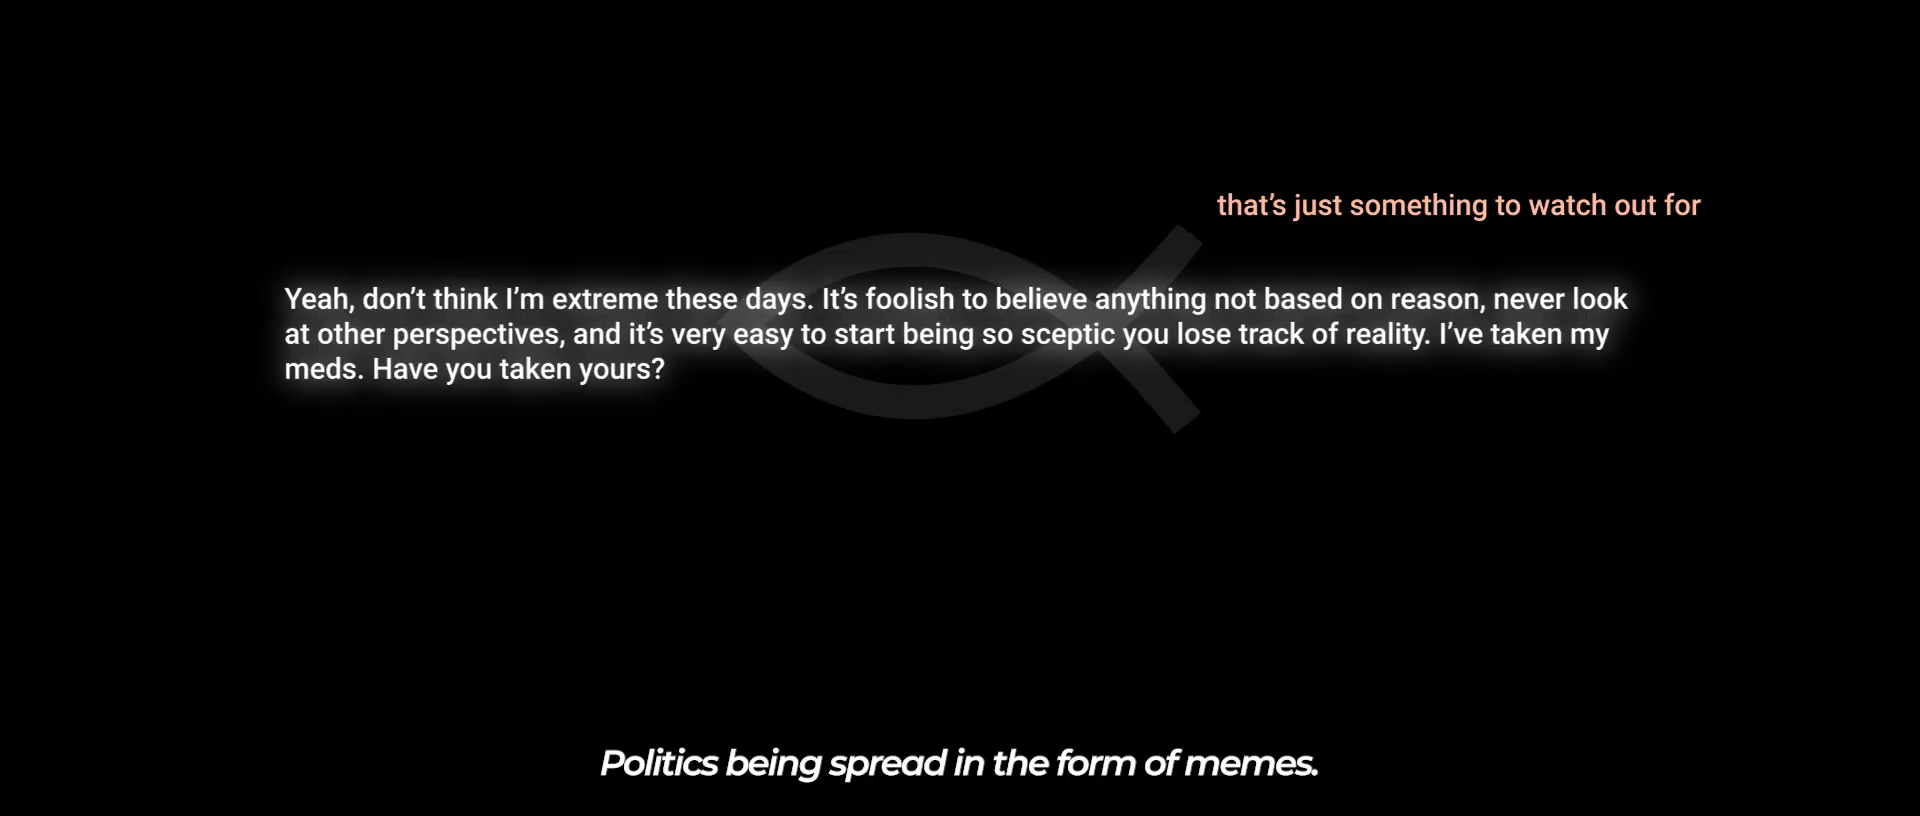 that’s just something to watch out for
Yeah, don’t think I’m extreme these days. It’s foolish to believe anything not based on reason, never look
at other perspectives, and it’s very easy to start being so sceptic you lose track of reality. I’ve taken my
meds. Have you taken yours?
Politics being spread in the form of memes.